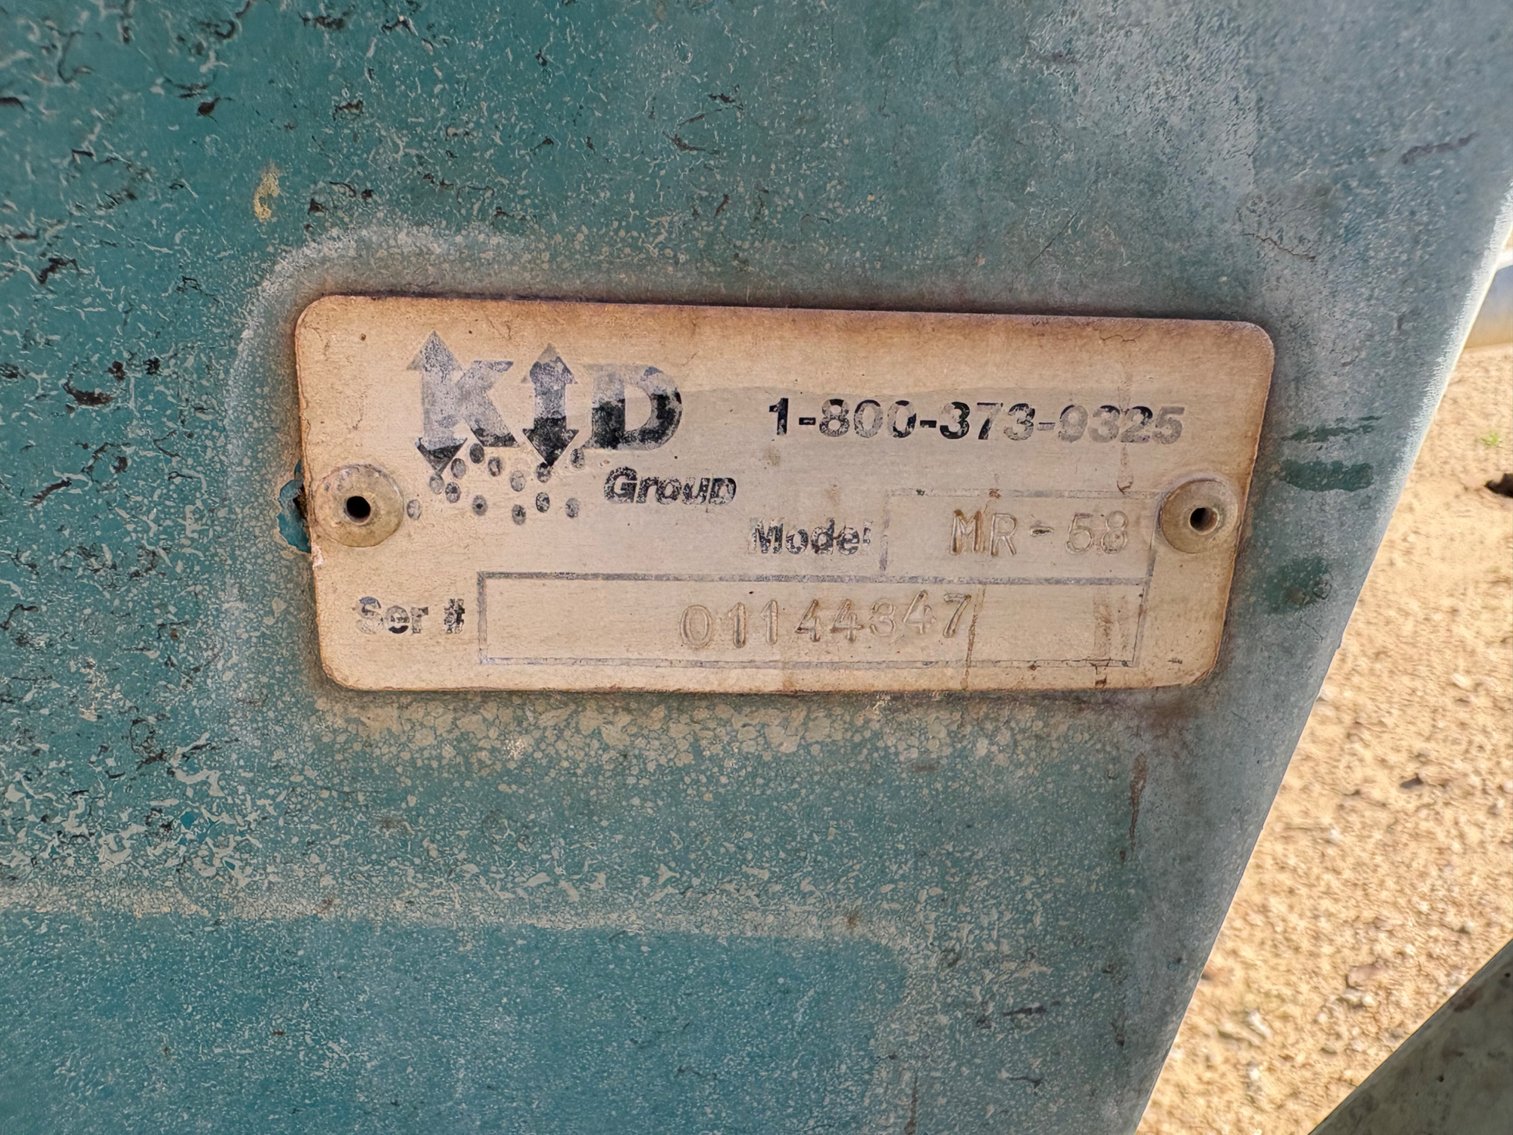 KID
1-800-373-9325
Group
Model MR-58
Ser # 01144347